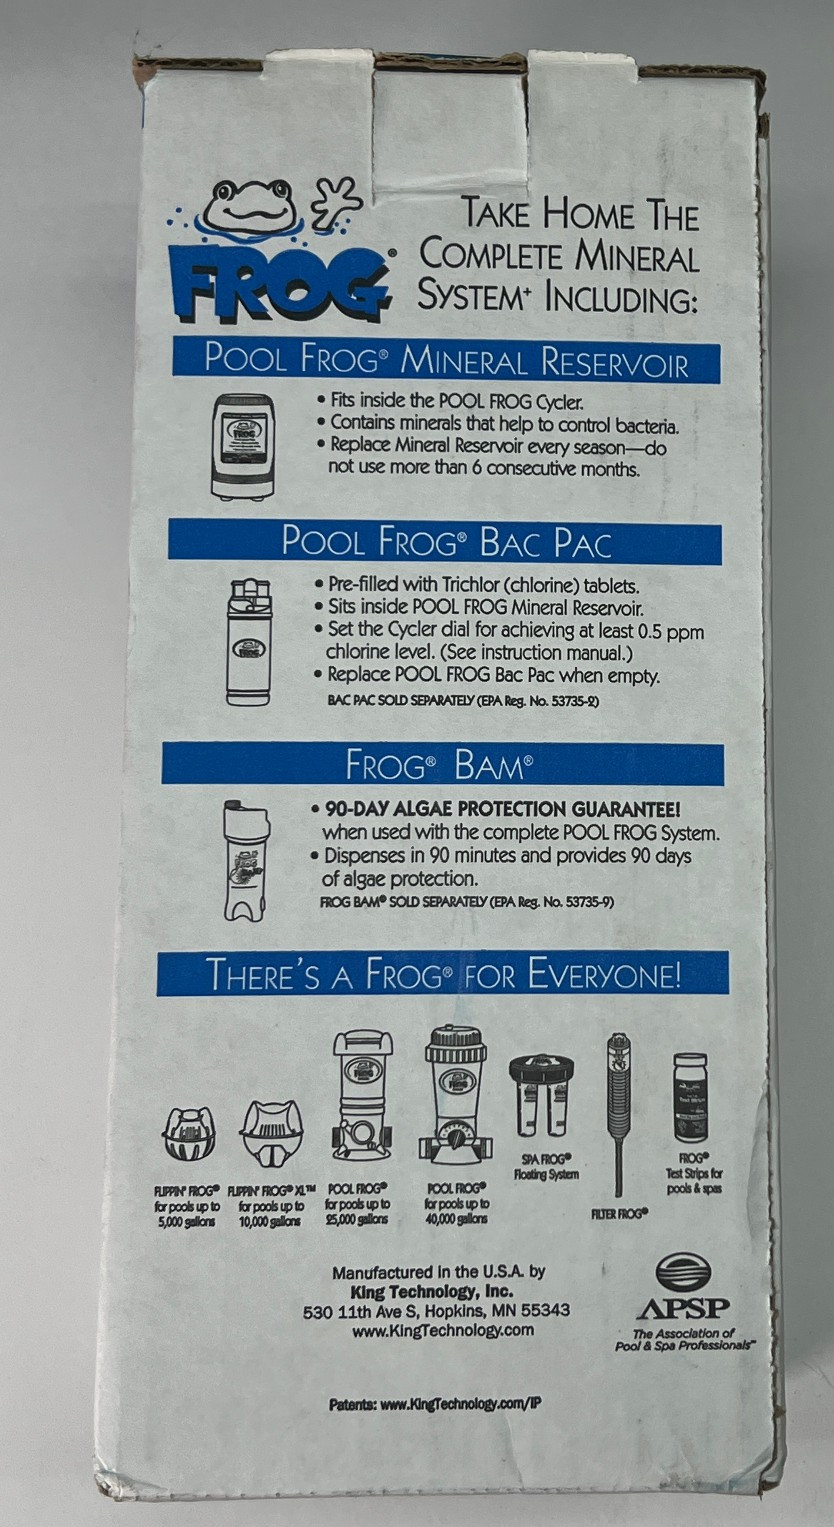 FROG®
TAKE HOME THE
COMPLETE MINERAL
SYSTEM+ INCLUDING:
POOL FROG® MINERAL RESERVOIR
FROG
• Fits inside the POOL FROG Cycler.
• Contains minerals that help to control bacteria.
• Replace Mineral Reservoir every season—do
not use more than 6 consecutive months.
POOL FROG® BAC PAC
FROG
• Pre-filled with Trichlor (chlorine) tablets.
• Sits inside POOL FROG Mineral Reservoir.
• Set the Cycler dial for achieving at least 0.5 ppm
chlorine level. (See instruction manual.)
• Replace POOL FROG Bac Pac when empty.
BAC PAC SOLD SEPARATELY (EPA Reg. No. 53735-2)
FROG® BAM®
• 90-DAY ALGAE PROTECTION GUARANTEE!
when used with the complete POOL FROG System.
• Dispenses in 90 minutes and provides 90 days
of algae protection.
FROG BAM® SOLD SEPARATELY (EPA Reg. No. 53735-9)
THERE'S A FROG® FOR EVERYONE!
FROG
FROG
FLIPPIN' FROG®
for pools up to
5,000 gallons
FLIPPIN' FROG® XL™
for pools up to
10,000 gallons
POOL FROG®
for pools up to
25,000 gallons
POOL FROG®
for pools up to
40,000 gallons
SPA FROG®
Floating System
FILTER FROG®
Test Strips
FROG®
Test Strips for
pools & spas
Manufactured in the U.S.A. by
King Technology, Inc.
530 11th Ave S, Hopkins, MN 55343
www.KingTechnology.com
APSP
The Association of
Pool & Spa Professionals℠
Patents: www.KingTechnology.com/IP